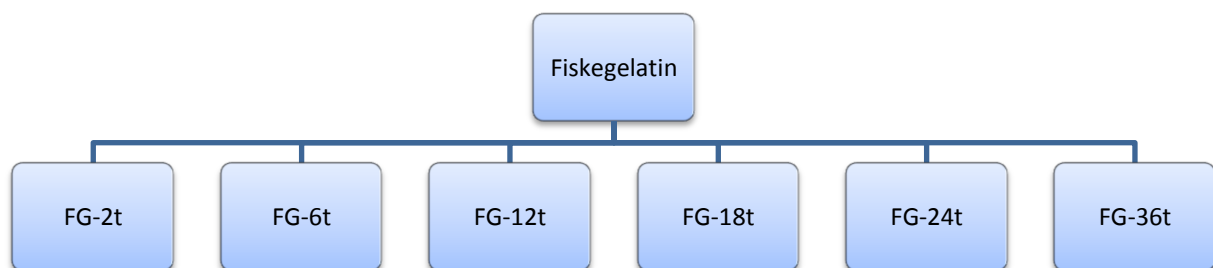 Fiskegelatin
FG-2t
FG-6t
FG-12t
FG-18t
FG-24t
FG-36t